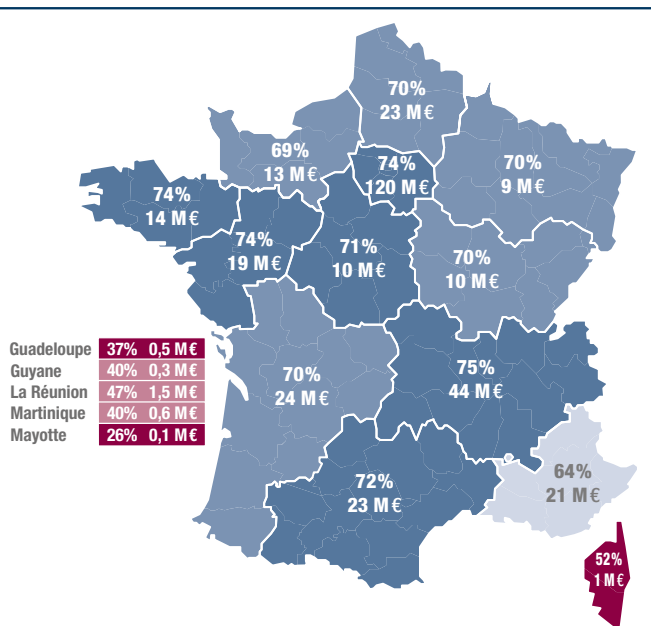 70%
23 M€
69%
13 M€
74%
120 M€
70%
9 M€
74%
14 M€
74%
19 M€
71%
10 M€
70%
10 M€
Guadeloupe 37% 0,5 M€
Guyane 40% 0,3 M€
La Réunion 47% 1,5 M€
Martinique 40% 0,6 M€
Mayotte 26% 0,1 M€
70%
24 M€
75%
44 M€
72%
23 M€
64%
21 M€
52%
1 M€